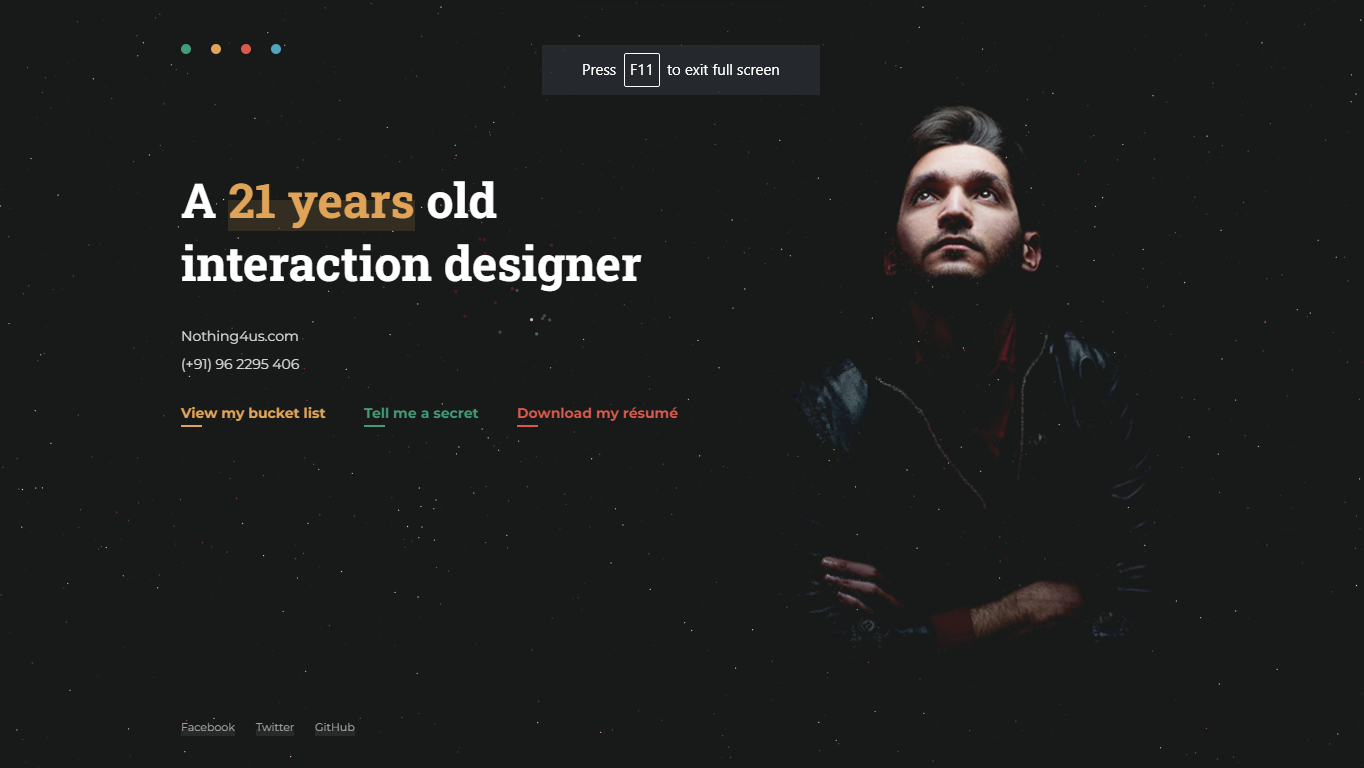 Press F11 to exit full screen
A 21 years old
interaction designer
Nothing4us.com
(+91) 96 2295 406
View my bucket list Tell me a secret Download my résumé
Facebook Twitter GitHub